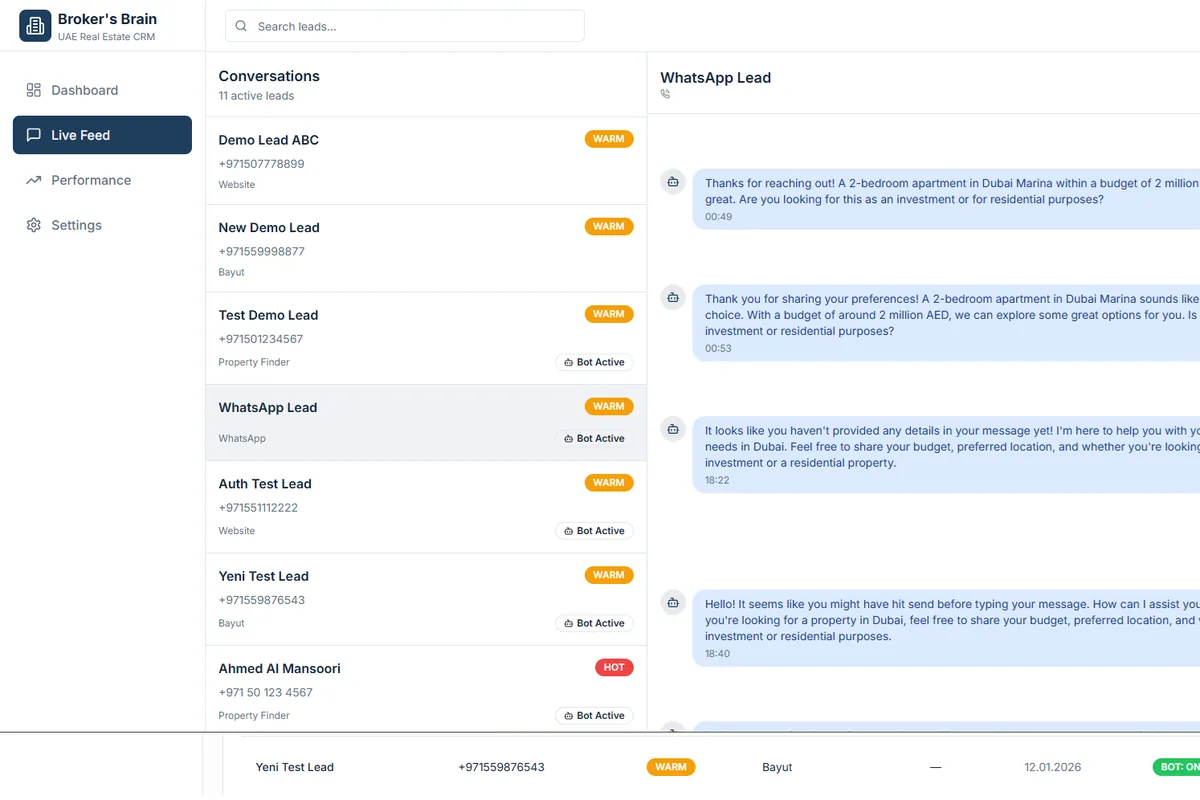 Broker's Brain
UAE Real Estate CRM
Search leads...
Dashboard
Live Feed
Performance
Settings
Conversations
11 active leads
Demo Lead ABC
WARM
+971507778899
Website
New Demo Lead
WARM
+971559998877
Bayut
Test Demo Lead
WARM
+971501234567
Property Finder
Bot Active
WhatsApp Lead
WARM
WhatsApp
Bot Active
Auth Test Lead
WARM
+971551112222
Website
Bot Active
Yeni Test Lead
WARM
+971559876543
Bayut
Bot Active
Ahmed Al Mansoori
HOT
+971 50 123 4567
Property Finder
Bot Active
WhatsApp Lead
Thanks for reaching out! A 2-bedroom apartment in Dubai Marina within a budget of 2 million
great. Are you looking for this as an investment or for residential purposes?
00:49
Thank you for sharing your preferences! A 2-bedroom apartment in Dubai Marina sounds like
choice. With a budget of around 2 million AED, we can explore some great options for you. Is
investment or residential purposes?
00:53
It looks like you haven't provided any details in your message yet! I'm here to help you with
needs in Dubai. Feel free to share your budget, preferred location, and whether you're looking
investment or a residential property.
18:22
Hello! It seems like you might have hit send before typing your message. How can I assist
you're looking for a property in Dubai, feel free to share your budget, preferred location, and
investment or residential purposes.
18:40
Yeni Test Lead +971559876543 WARM Bayut — 12.01.2026 BOT: ON